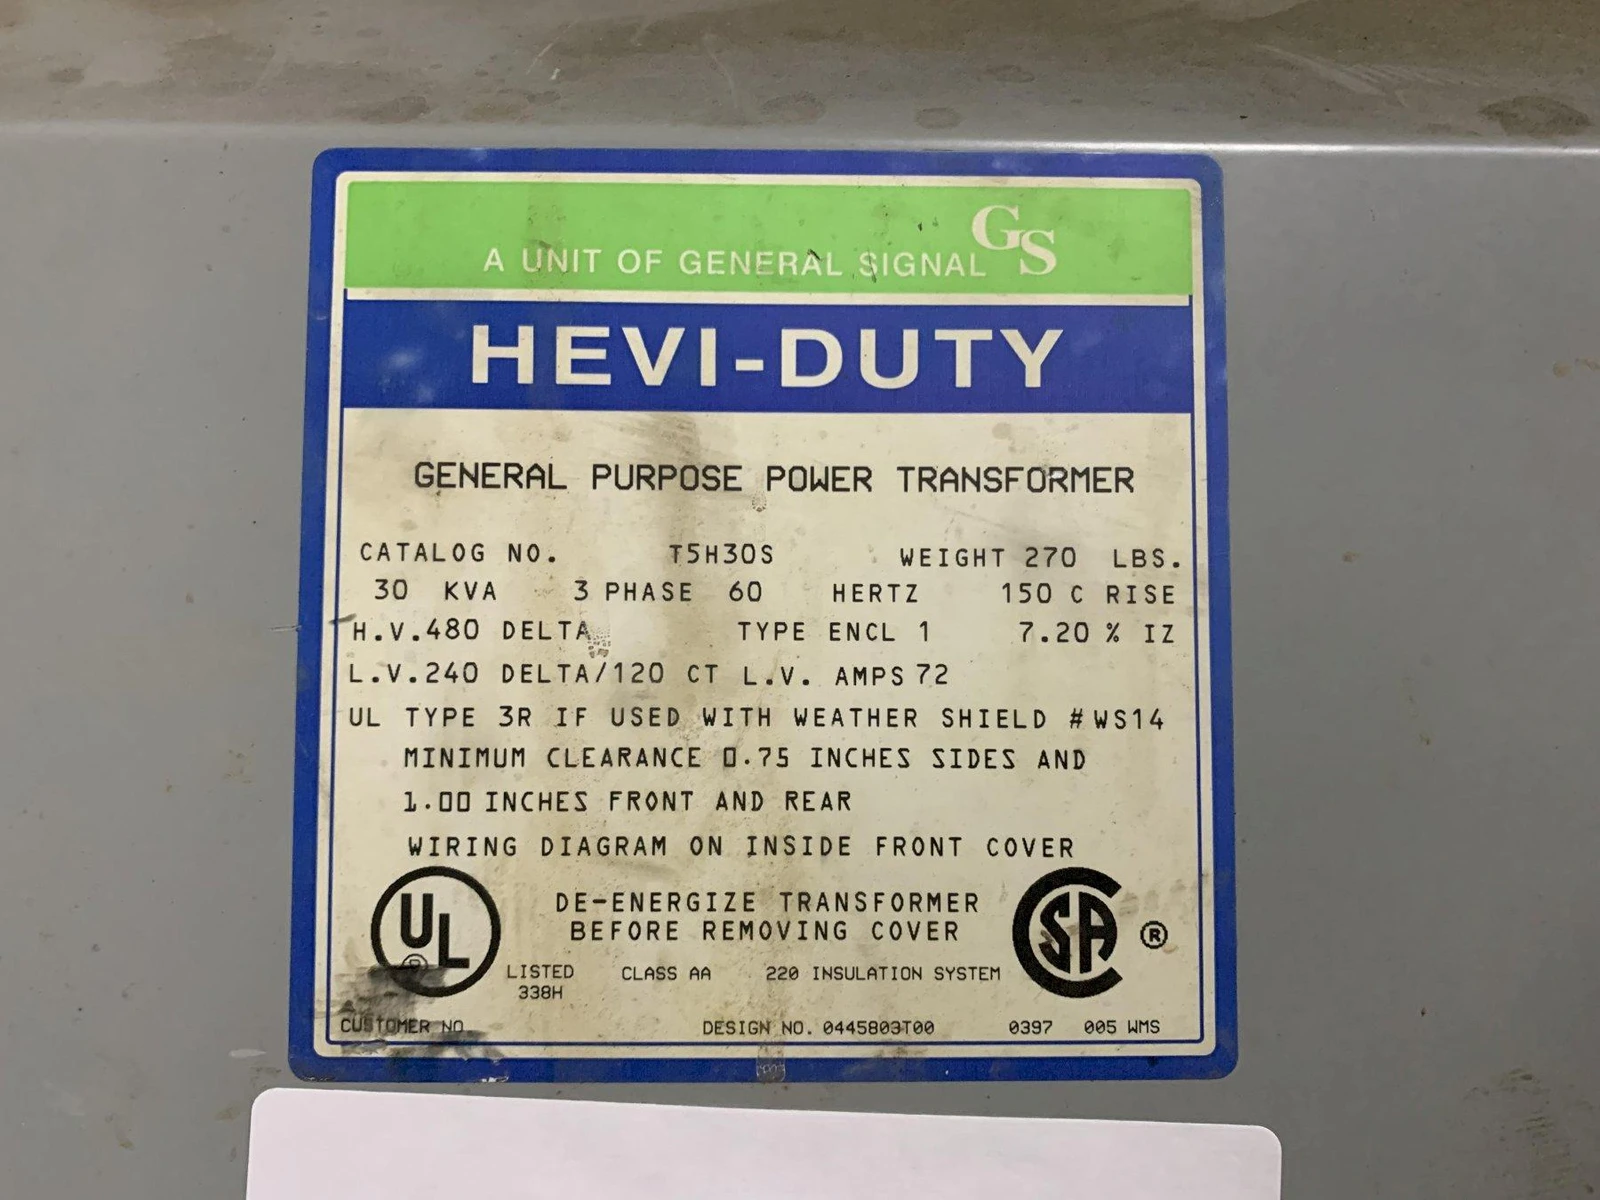 GS
A UNIT OF GENERAL SIGNAL
HEVI-DUTY
GENERAL PURPOSE POWER TRANSFORMER
CATALOG NO. T5H30S WEIGHT 270 LBS.
30 KVA 3 PHASE 60 HERTZ 150 C RISE
H.V. 480 DELTA TYPE ENCL 1 7.20 % IZ
L.V. 240 DELTA/120 CT L.V. AMPS 72
UL TYPE 3R IF USED WITH WEATHER SHIELD # WS14
MINIMUM CLEARANCE 0.75 INCHES SIDES AND
1.00 INCHES FRONT AND REAR
WIRING DIAGRAM ON INSIDE FRONT COVER
UL ® DE-ENERGIZE TRANSFORMER CSA ®
BEFORE REMOVING COVER
LISTED CLASS AA 220 INSULATION SYSTEM
338H
CUSTOMER NO. DESIGN NO. 0445803T00 0397 005 WMS